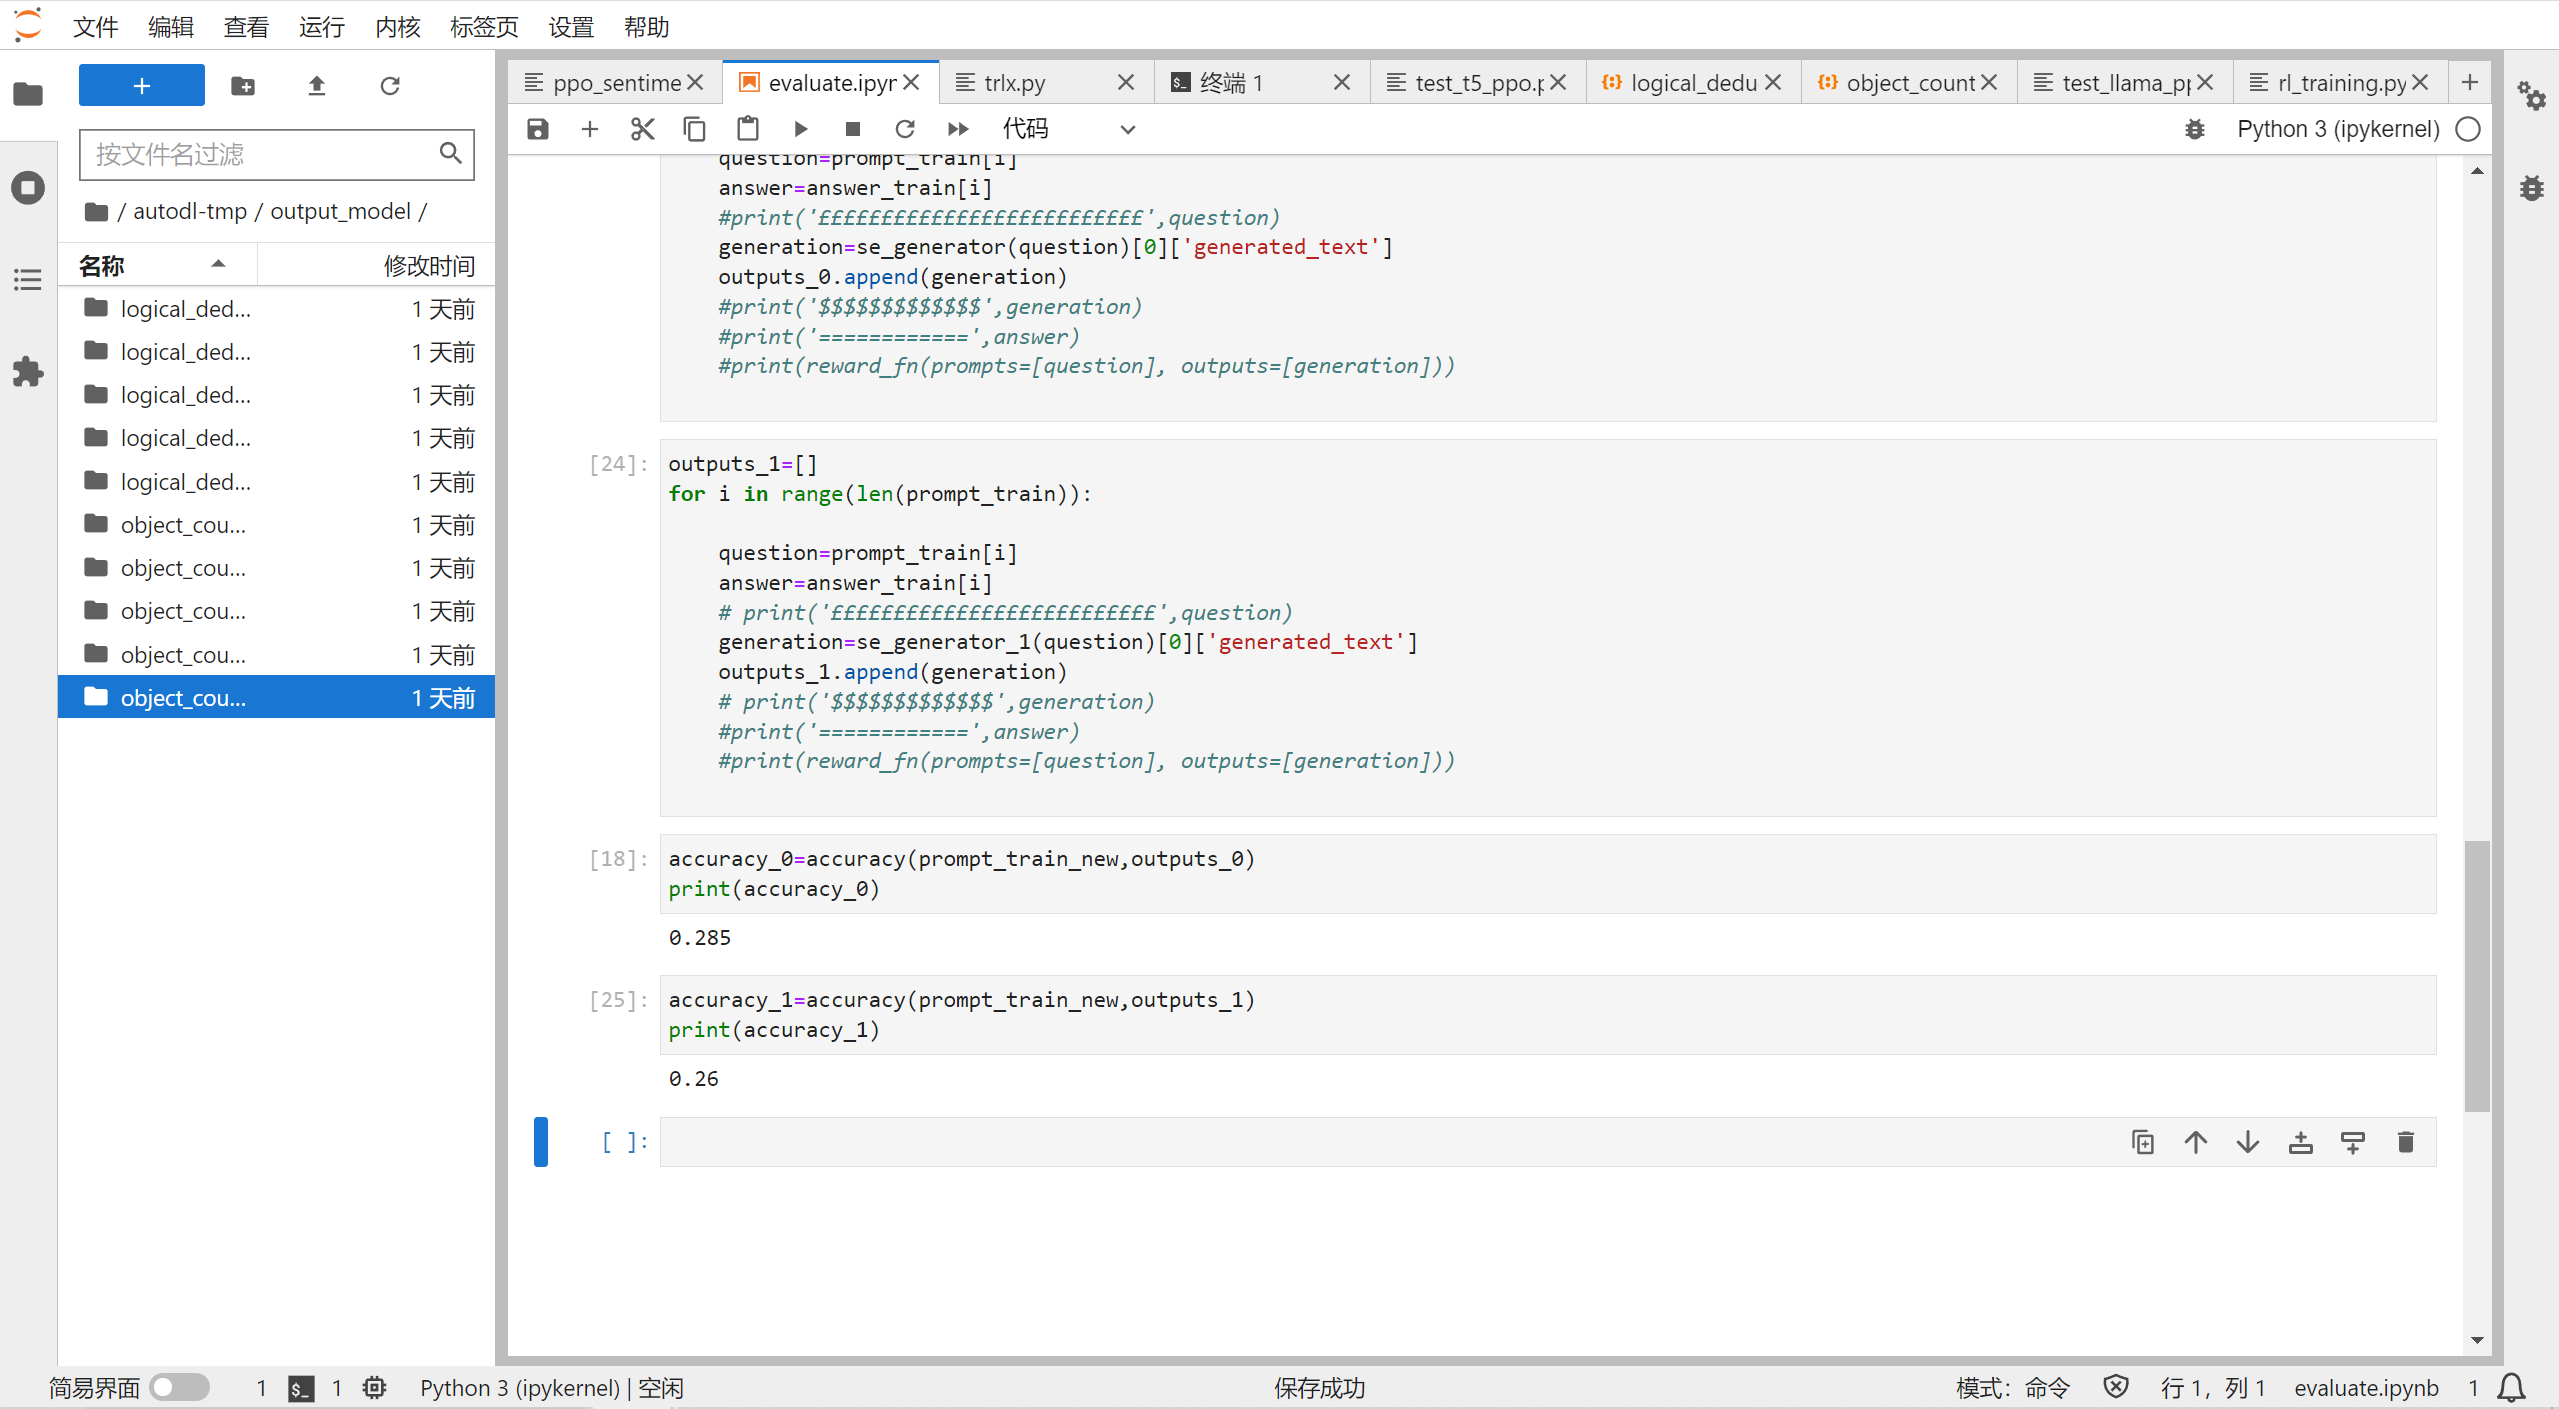 文件 编辑 查看 运行 内核 标签页 设置 帮助
ppo_sentime evaluate.ipyr trlx.py 终端 1 test_t5_ppo.p logical_dedu object_count test_llama_pp rl_training.py
代码 Python 3 (ipykernel)
按文件名过滤
/ autodl-tmp / output_model /
名称 修改时间
logical_ded... 1 天前
logical_ded... 1 天前
logical_ded... 1 天前
logical_ded... 1 天前
logical_ded... 1 天前
object_cou... 1 天前
object_cou... 1 天前
object_cou... 1 天前
object_cou... 1 天前
object_cou... 1 天前
question=prompt_train[i]
answer=answer_train[i]
#print('££££££££££££££££££££££££££',question)
generation=se_generator(question)[0]['generated_text']
outputs_0.append(generation)
#print('$$$$$$$$$$$$$',generation)
#print('============',answer)
#print(reward_fn(prompts=[question], outputs=[generation]))
[24]: outputs_1=[]
for i in range(len(prompt_train)):
question=prompt_train[i]
answer=answer_train[i]
# print('££££££££££££££££££££££££££',question)
generation=se_generator_1(question)[0]['generated_text']
outputs_1.append(generation)
# print('$$$$$$$$$$$$$',generation)
#print('============',answer)
#print(reward_fn(prompts=[question], outputs=[generation]))
[18]: accuracy_0=accuracy(prompt_train_new,outputs_0)
print(accuracy_0)
0.285
[25]: accuracy_1=accuracy(prompt_train_new,outputs_1)
print(accuracy_1)
0.26
[ ]:
简易界面 1 $_ 1 Python 3 (ipykernel) | 空闲 保存成功 模式: 命令 行 1, 列 1 evaluate.ipynb 1